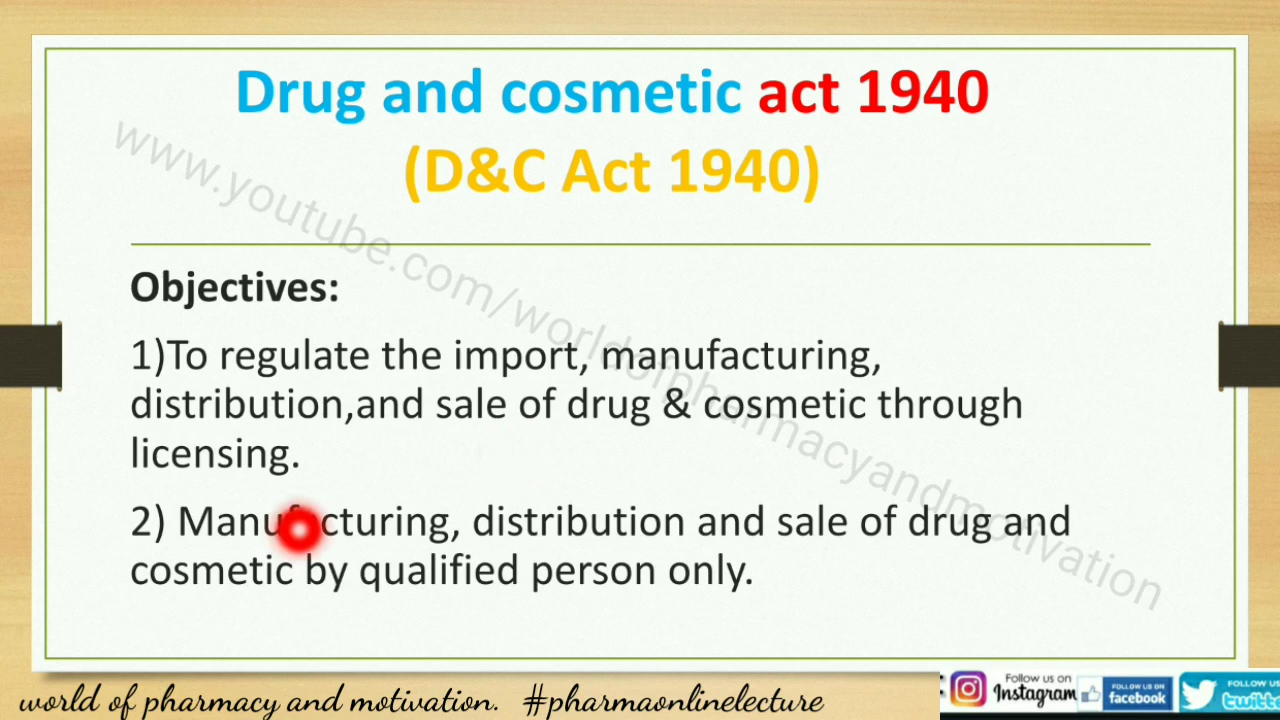 Drug and cosmetic act 1940
(D&C Act 1940)
www.youtube.com/worldofpharmacyandmotivation
Objectives:
1)To regulate the import, manufacturing,
distribution,and sale of drug & cosmetic through
licensing.
2) Manufacturing, distribution and sale of drug and
cosmetic by qualified person only.
world of pharmacy and motivation. #pharmaonlinelecture
Follow us on
Instagram
FOLLOW US ON
facebook
FOLLOW US
twitt